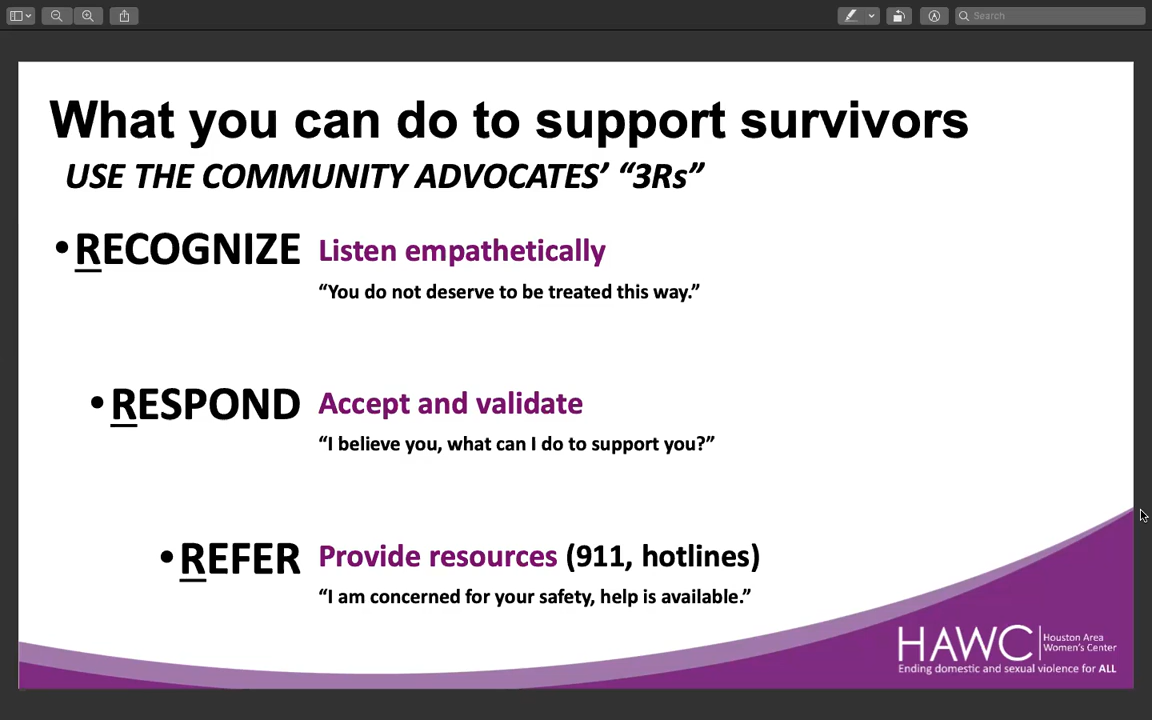 Search
What you can do to support survivors
USE THE COMMUNITY ADVOCATES’ “3Rs”
•RECOGNIZE Listen empathetically
“You do not deserve to be treated this way.”
•RESPOND Accept and validate
“I believe you, what can I do to support you?”
•REFER Provide resources (911, hotlines)
“I am concerned for your safety, help is available.”
HAWC Houston Area
Women's Center
Ending domestic and sexual violence for ALL